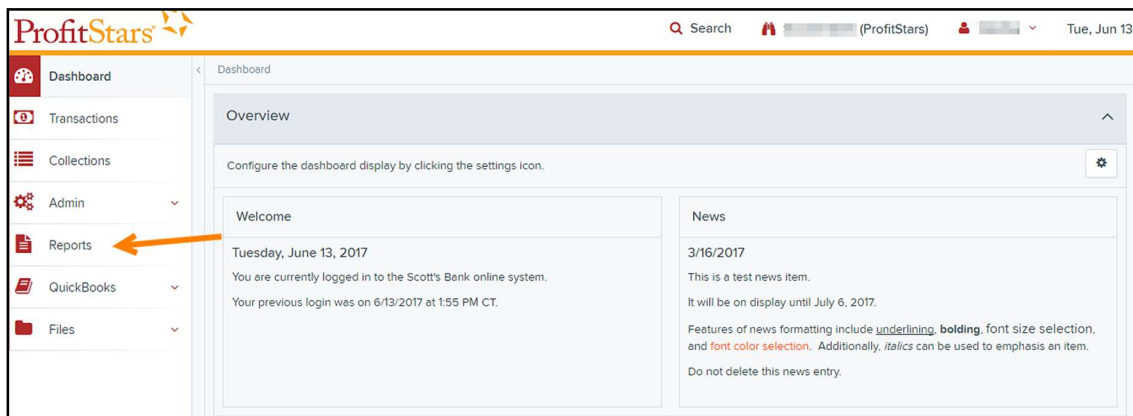 ProfitStars
Search
(ProfitStars)
Tue, Jun 13
Dashboard
Transactions
Collections
Admin
Reports
QuickBooks
Files
Dashboard
Overview
Configure the dashboard display by clicking the settings icon.
Welcome
Tuesday, June 13, 2017
You are currently logged in to the Scott's Bank online system.
Your previous login was on 6/13/2017 at 1:55 PM CT.
News
3/16/2017
This is a test news item.
It will be on display until July 6, 2017.
Features of news formatting include underlining, bolding, font size selection,
and font color selection. Additionally, italics can be used to emphasis an item.
Do not delete this news entry.